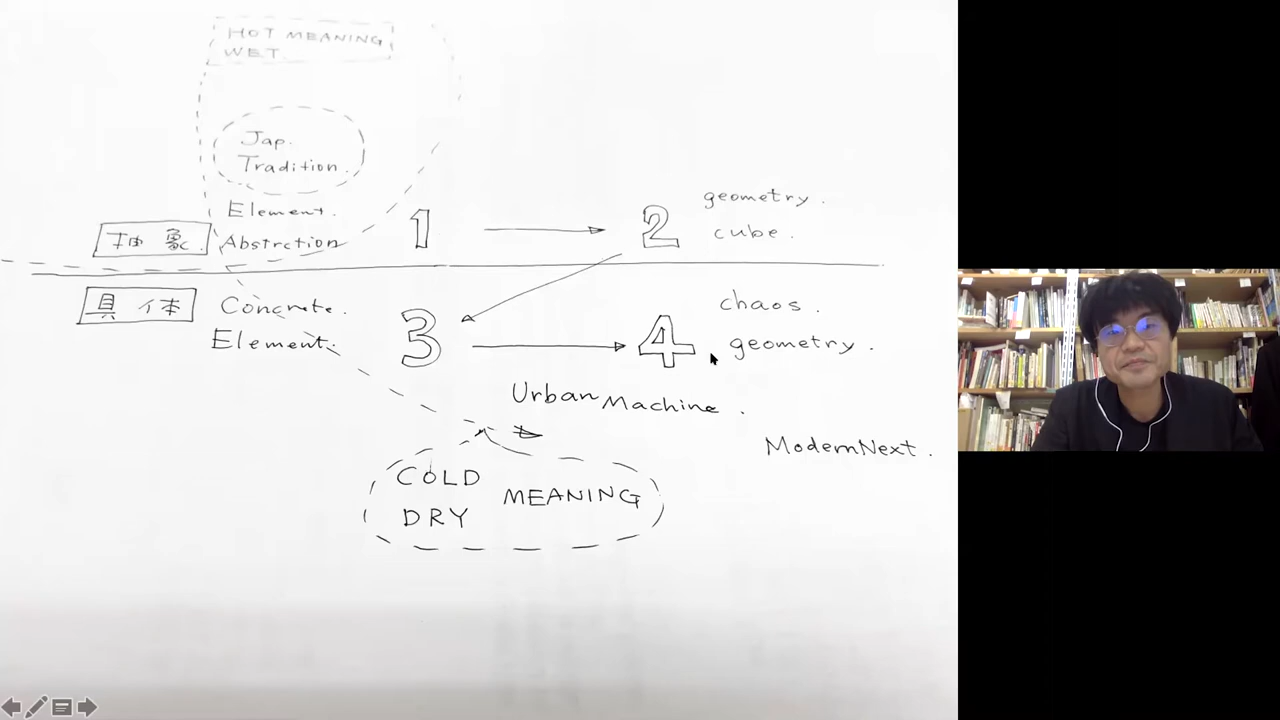 HOT MEANING
WET
Jap.
Tradition.
Element.
抽象. Abstrction
1
2
geometry.
cube.
具体
Concrete.
Element.
3
4
chaos.
geometry.
Urban Machine.
ModernNext.
COLD
DRY
MEANING